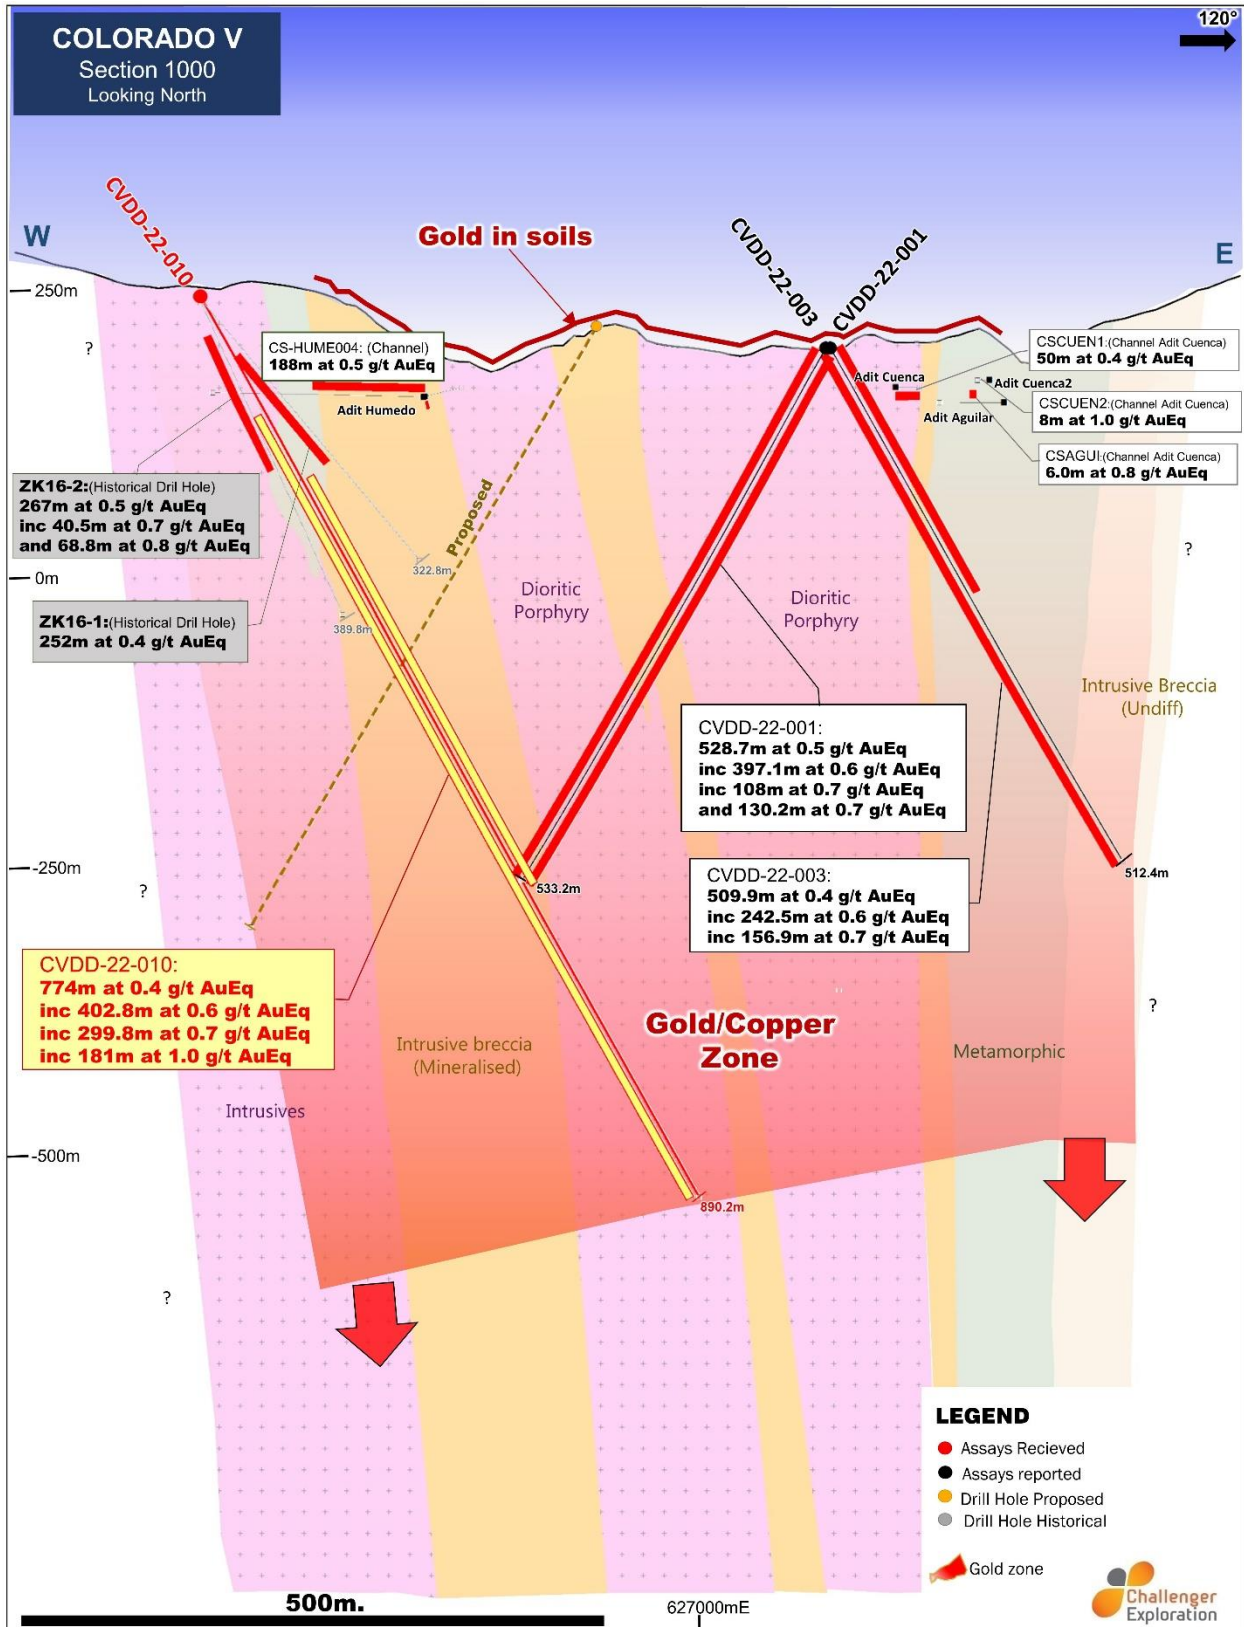 COLORADO V
Section 1000
Looking North
120°
CVDD-22-010
W
Gold in soils
CVDD-22-003
CVDD-22-001
E
250m
?
CS-HUME004: (Channel)
188m at 0.5 g/t AuEq
Adit Humedo
Adit Cuenca
Adit Cuenca2
Adit Aguilar
CSCUEN1:(Channel Adit Cuenca)
50m at 0.4 g/t AuEq
CSCUEN2:(Channel Adit Cuenca)
8m at 1.0 g/t AuEq
CSAGUI:(Channel Adit Cuenca)
6.0m at 0.8 g/t AuEq
ZK16-2:(Historical Dril Hole)
267m at 0.5 g/t AuEq
inc 40.5m at 0.7 g/t AuEq
and 68.8m at 0.8 g/t AuEq
Proposed
?
0m
322.8m
389.8m
ZK16-1:(Historical Drill Hole)
252m at 0.4 g/t AuEq
Dioritic
Porphyry
Dioritic
Porphyry
Intrusive Breccia
(Undiff)
CVDD-22-001:
528.7m at 0.5 g/t AuEq
inc 397.1m at 0.6 g/t AuEq
inc 108m at 0.7 g/t AuEq
and 130.2m at 0.7 g/t AuEq
-250m
?
533.2m
512.4m
CVDD-22-003:
509.9m at 0.4 g/t AuEq
inc 242.5m at 0.6 g/t AuEq
inc 156.9m at 0.7 g/t AuEq
CVDD-22-010:
774m at 0.4 g/t AuEq
inc 402.8m at 0.6 g/t AuEq
inc 299.8m at 0.7 g/t AuEq
inc 181m at 1.0 g/t AuEq
?
Gold/Copper
Zone
Intrusive breccia
(Mineralised)
Metamorphic
Intrusives
-500m
890.2m
?
LEGEND
Assays Recieved
Assays reported
Drill Hole Proposed
Drill Hole Historical
Gold zone
500m.
627000mE
Challenger
Exploration